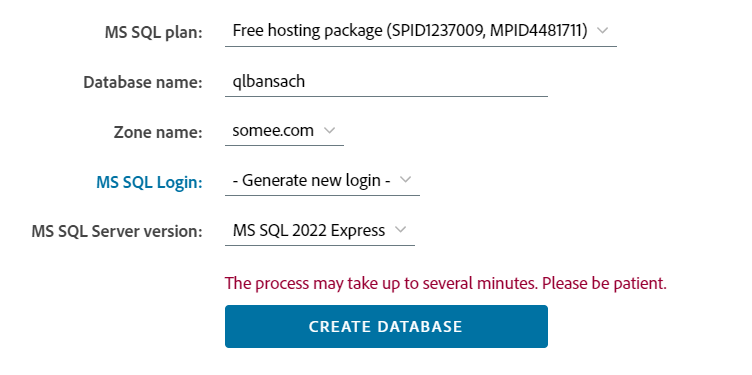 MS SQL plan: Free hosting package (SPID1237009, MPID4481711)
Database name: qlbansach
Zone name: somee.com
MS SQL Login: - Generate new login -
MS SQL Server version: MS SQL 2022 Express
The process may take up to several minutes. Please be patient.
CREATE DATABASE